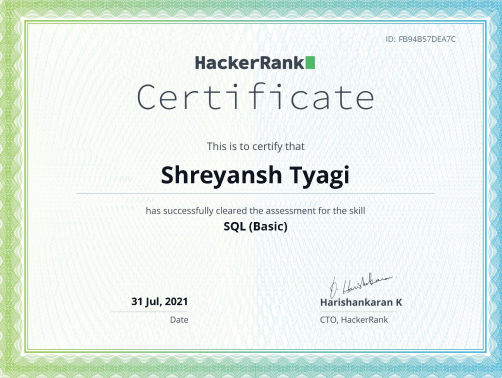 ID: FB94B57DEA7C
HackerRank
Certificate
This is to certify that
Shreyansh Tyagi
has successfully cleared the assessment for the skill
SQL (Basic)
31 Jul, 2021
Date
Harishankaran K
CTO, HackerRank